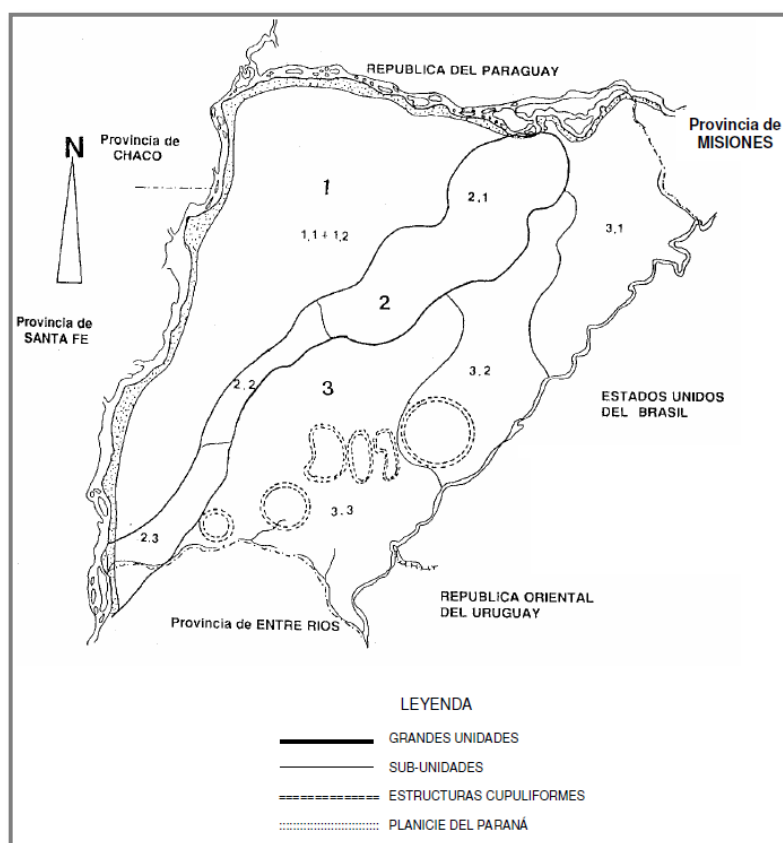 REPUBLICA DEL PARAGUAY
Provincia de
MISIONES
Provincia de
CHACO
N
1
1,1 + 1,2
2,1
3,1
2
Provincia de
SANTA FE
2, 2
3
3, 2
ESTADOS UNIDOS
DEL BRASIL
3, 3
2,3
REPUBLICA ORIENTAL
DEL URUGUAY
Provincia de ENTRE RIOS
LEYENDA
GRANDES UNIDADES
SUB-UNIDADES
ESTRUCTURAS CUPULIFORMES
PLANICIE DEL PARANÁ